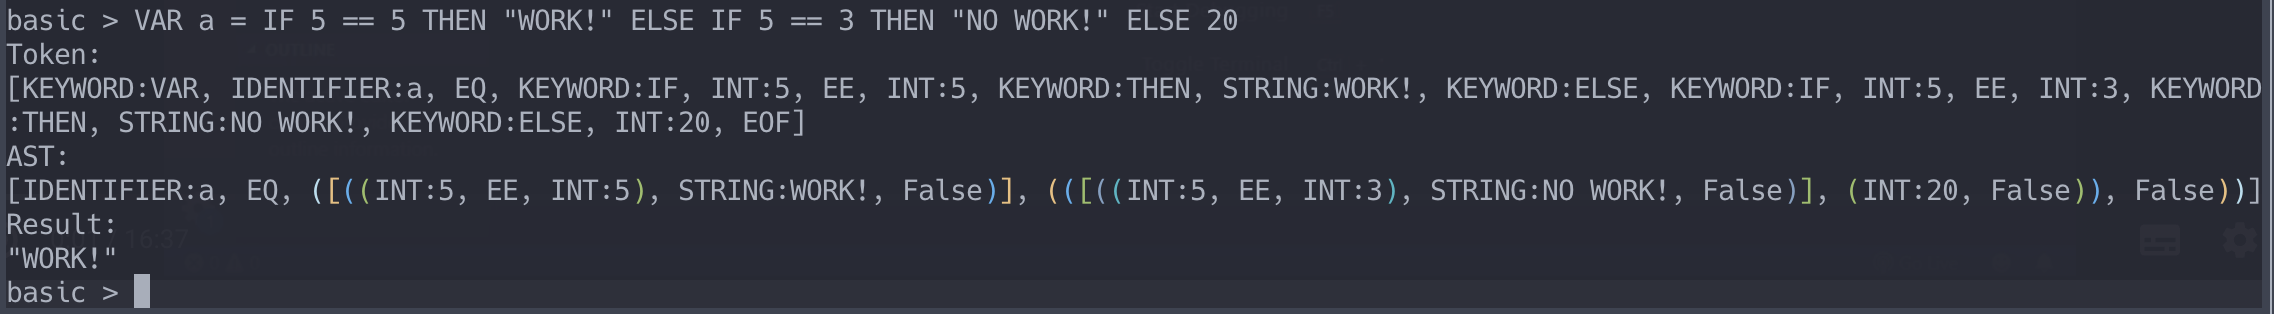 basic > VAR a = IF 5 == 5 THEN "WORK!" ELSE IF 5 == 3 THEN "NO WORK!" ELSE 20
Token:
[KEYWORD:VAR, IDENTIFIER:a, EQ, KEYWORD:IF, INT:5, EE, INT:5, KEYWORD:THEN, STRING:WORK!, KEYWORD:ELSE, KEYWORD:IF, INT:5, EE, INT:3, KEYWORD
:THEN, STRING:NO WORK!, KEYWORD:ELSE, INT:20, EOF]
AST:
[IDENTIFIER:a, EQ, ([((INT:5, EE, INT:5), STRING:WORK!, False)], (([((INT:5, EE, INT:3), STRING:NO WORK!, False)], (INT:20, False)), False))]
Result:
16:37
"WORK!"
basic >